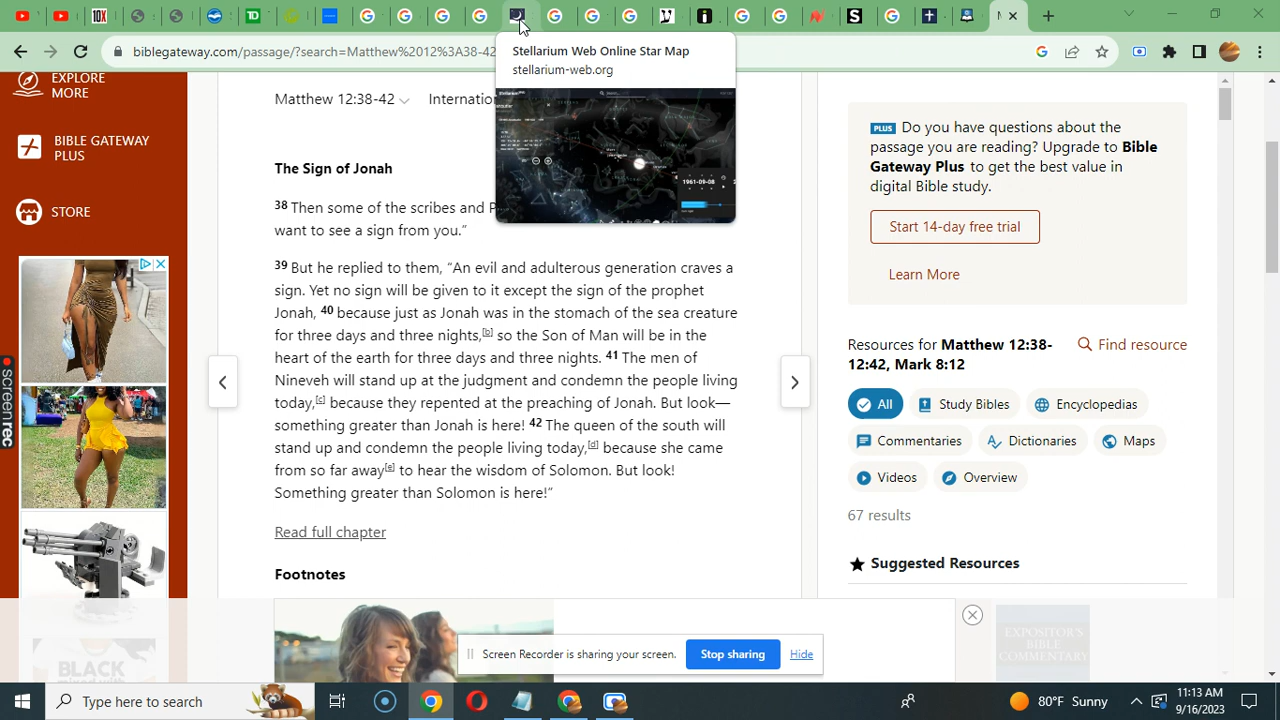 10X
TD
Stellarium Web Online Star Map
stellarium-web.org
biblegateway.com/passage/?search=Matthew%2012%3A38-42
EXPLORE
MORE
BIBLE GATEWAY
PLUS
STORE
Matthew 12:38-42
Internation
1961-09-08
The Sign of Jonah
38 Then some of the scribes and P
want to see a sign from you.”
39 But he replied to them, “An evil and adulterous generation craves a
sign. Yet no sign will be given to it except the sign of the prophet
Jonah, 40 because just as Jonah was in the stomach of the sea creature
for three days and three nights,[b] so the Son of Man will be in the
heart of the earth for three days and three nights. 41 The men of
Nineveh will stand up at the judgment and condemn the people living
today,[c] because they repented at the preaching of Jonah. But look—
something greater than Jonah is here! 42 The queen of the south will
stand up and condemn the people living today,[d] because she came
from so far away[e] to hear the wisdom of Solomon. But look!
Something greater than Solomon is here!”
Read full chapter
Footnotes
PLUS Do you have questions about the
passage you are reading? Upgrade to Bible
Gateway Plus to get the best value in
digital Bible study.
Start 14-day free trial
Learn More
Resources for Matthew 12:38-
12:42, Mark 8:12
Find resource
All
Study Bibles
Encyclopedias
Commentaries
Dictionaries
Maps
Videos
Overview
67 results
Suggested Resources
EXPOSITOR'S
BIBLE
COMMENTARY
screenrec
BLACK
Screen Recorder is sharing your screen.
Stop sharing
Hide
Type here to search
80°F Sunny
11:13 AM
9/16/2023